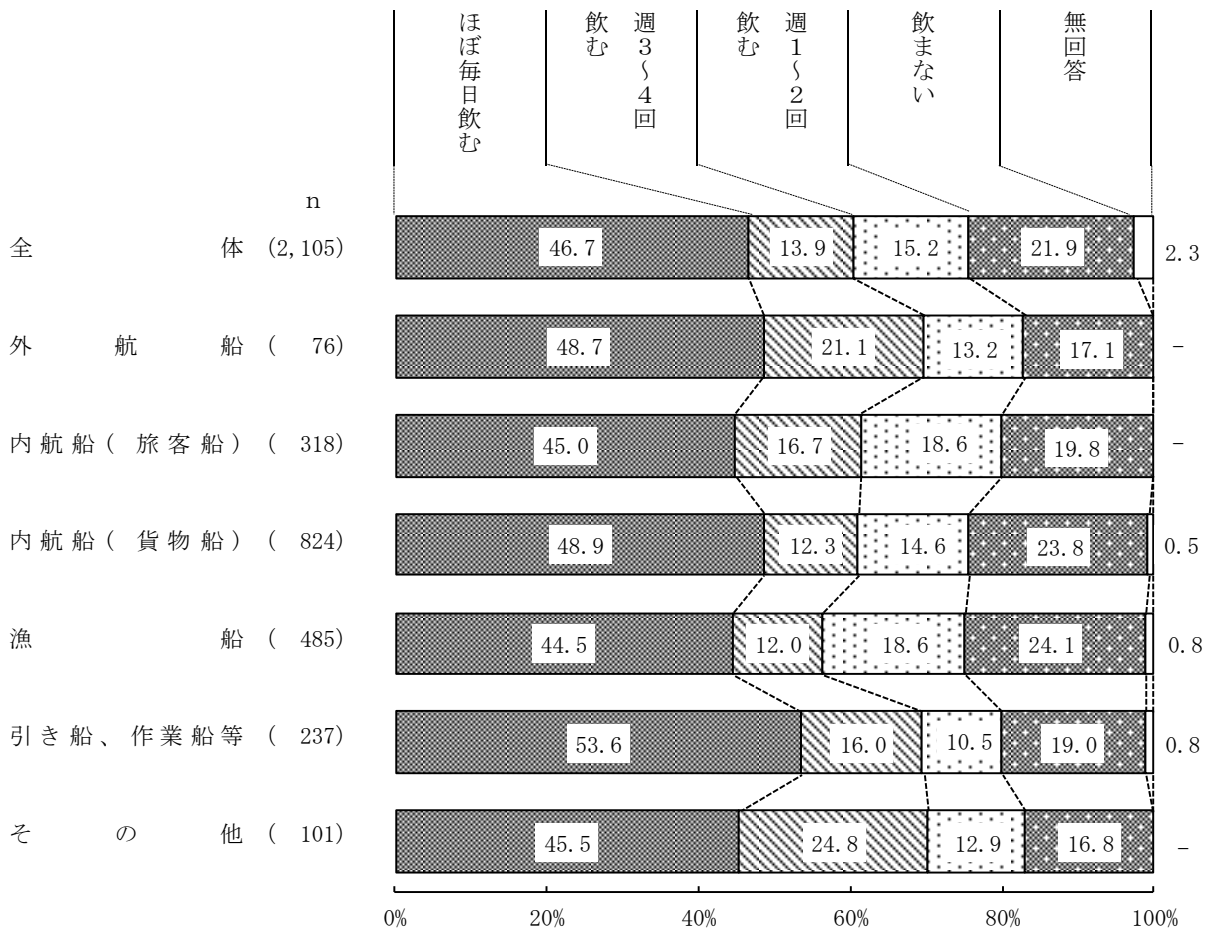 ほぼ毎日飲む
週３～４回
飲む
週１～２回
飲む
飲まない
無回答
ｎ
全体 (2,105) 46.7 13.9 15.2 21.9 2.3
外航船 ( 76) 48.7 21.1 13.2 17.1 -
内航船( 旅客船) ( 318) 45.0 16.7 18.6 19.8 -
内航船( 貨物船) ( 824) 48.9 12.3 14.6 23.8 0.5
漁船 ( 485) 44.5 12.0 18.6 24.1 0.8
引き船、作業船等 ( 237) 53.6 16.0 10.5 19.0 0.8
その他 ( 101) 45.5 24.8 12.9 16.8 -
0% 20% 40% 60% 80% 100%